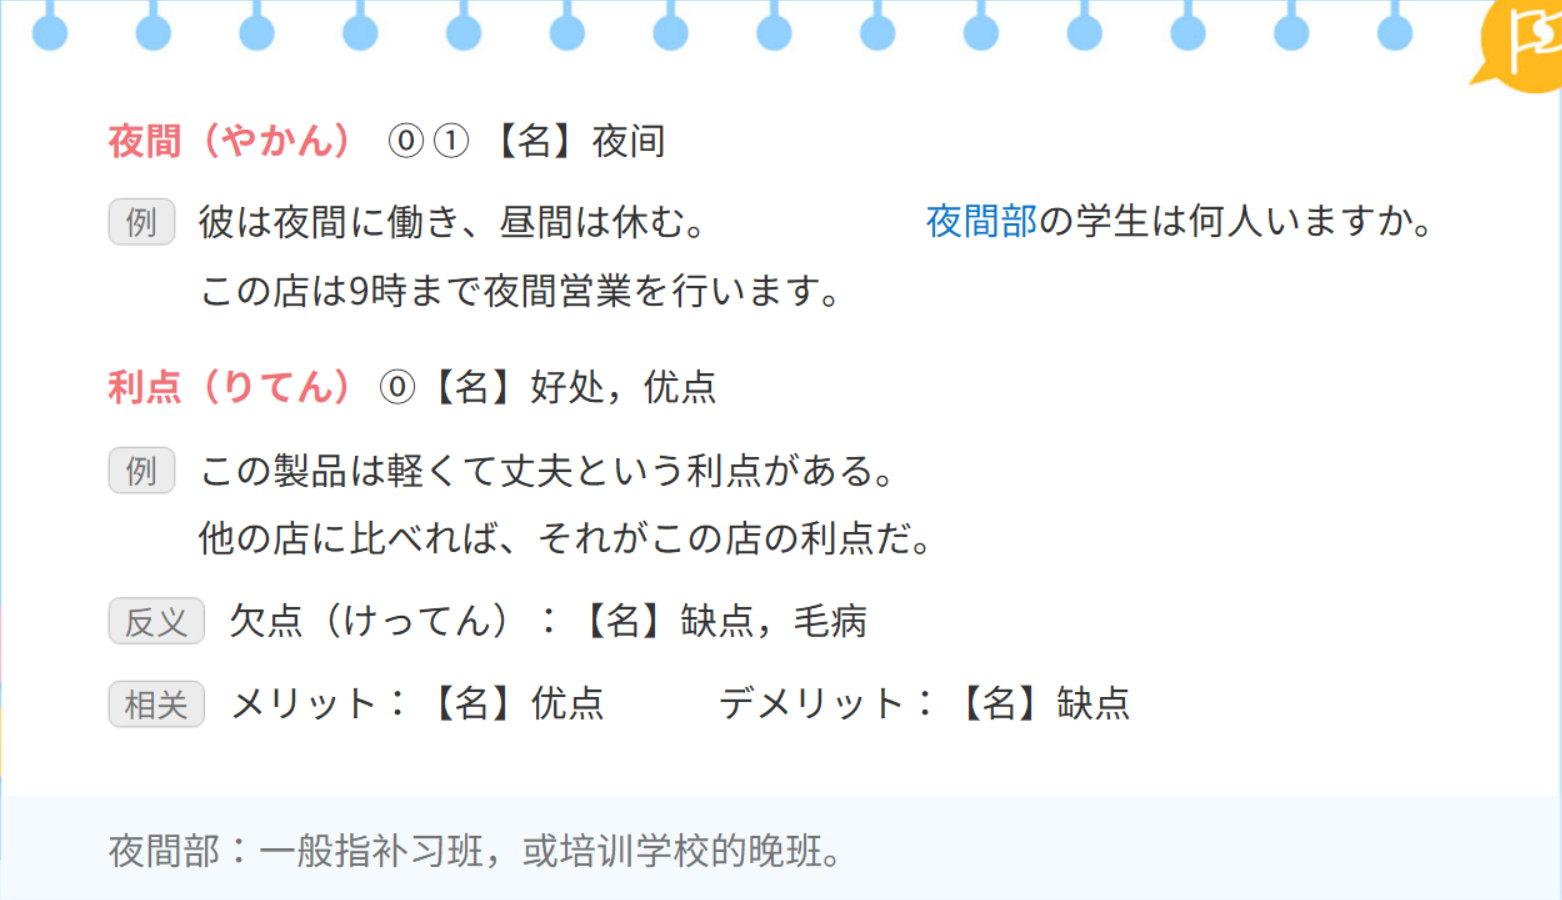 夜間（やかん） ⓪① 【名】夜间
例 彼は夜間に働き、昼間は休む。 夜間部の学生は何人いますか。
この店は9時まで夜間営業を行います。
利点（りてん） ⓪【名】好处，优点
例 この製品は軽くて丈夫という利点がある。
他の店に比べれば、それがこの店の利点だ。
反义 欠点（けってん）：【名】缺点，毛病
相关 メリット：【名】优点 デメリット：【名】缺点
夜間部：一般指补习班，或培训学校的晚班。